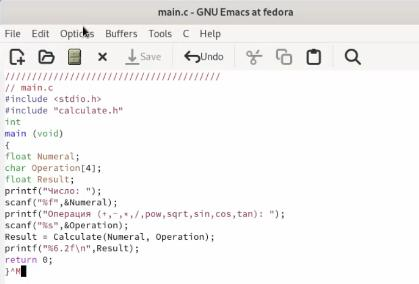 main.c - GNU Emacs at fedora
File Edit Options Buffers Tools C Help
Save Undo
////////////////////////////////////////
// main.c
#include <stdio.h>
#include "calculate.h"
int
main (void)
{
float Numeral;
char Operation[4];
float Result;
printf("Число: ");
scanf("%f",&Numeral);
printf("Операция (+,-,*,/,pow,sqrt,sin,cos,tan): ");
scanf("%s",&Operation);
Result = Calculate(Numeral, Operation);
printf("%6.2f\n",Result);
return 0;
}^M